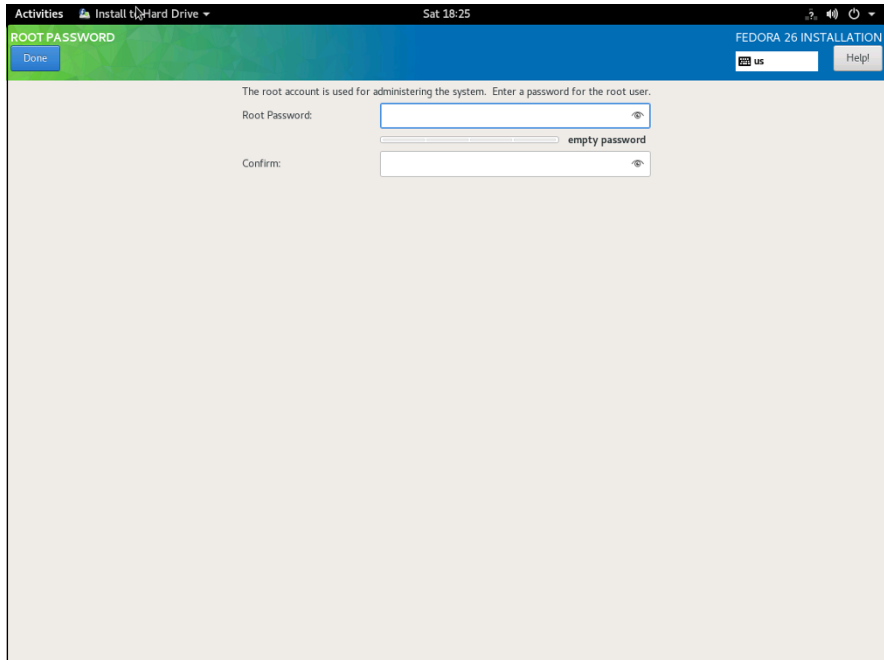 Activities Install to Hard Drive Sat 18:25
ROOT PASSWORD FEDORA 26 INSTALLATION
Done us Help!
The root account is used for administering the system. Enter a password for the root user.
Root Password:
empty password
Confirm: